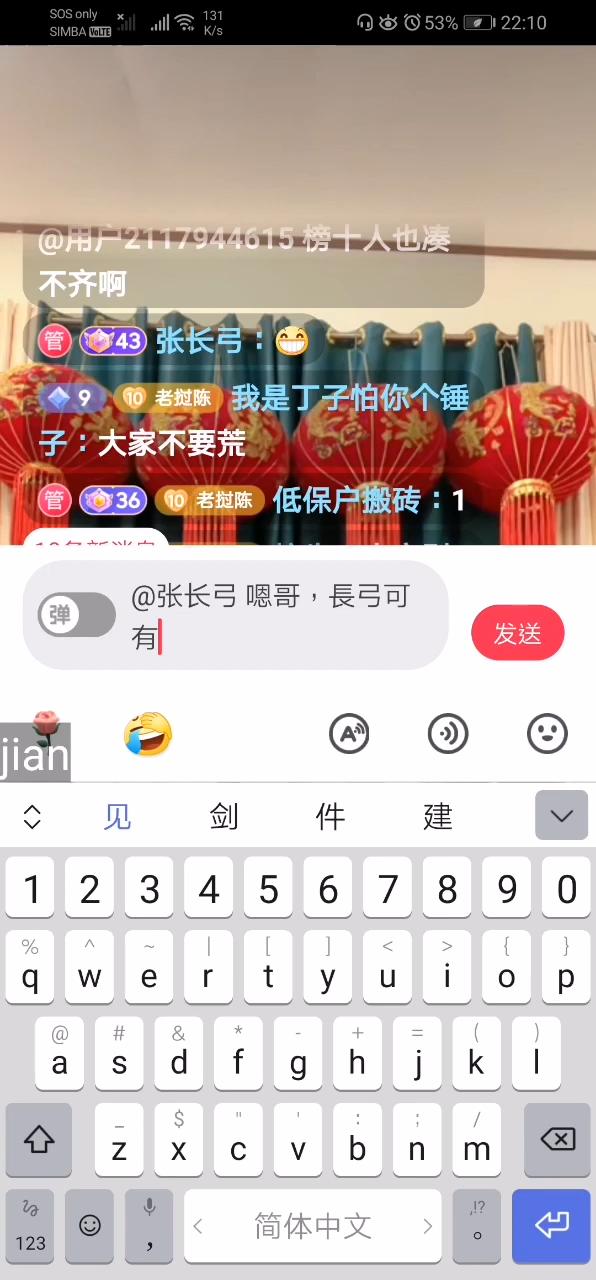 SOS only
SIMBA VoLTE
131
K/s
53%
22:10
@用户2117944615 榜十人也凑
不齐啊
管 43 张长弓：😁
9 10 老挝陈 我是丁子怕你个锤
子：大家不要荒
管 36 10 老挝陈 低保户搬砖：1
弹
@张长弓 嗯哥，長弓可
有
发送
jian
见 剑 件 建
1 2 3 4 5 6 7 8 9 0
% ^ ~ | [ ] < > { }
q w e r t y u i o p
@ # & * - + = ( )
a s d f g h j k l
_ $ " ' : ; /
z x c v b n m
123 ， 简体中文 ,!? 。